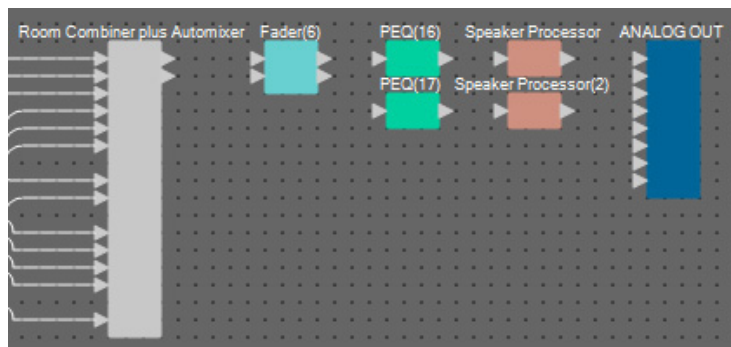 Room Combiner plus Automixer Fader(6) PEQ(16) Speaker Processor ANALOG OUT
PEQ(17) Speaker Processor(2)